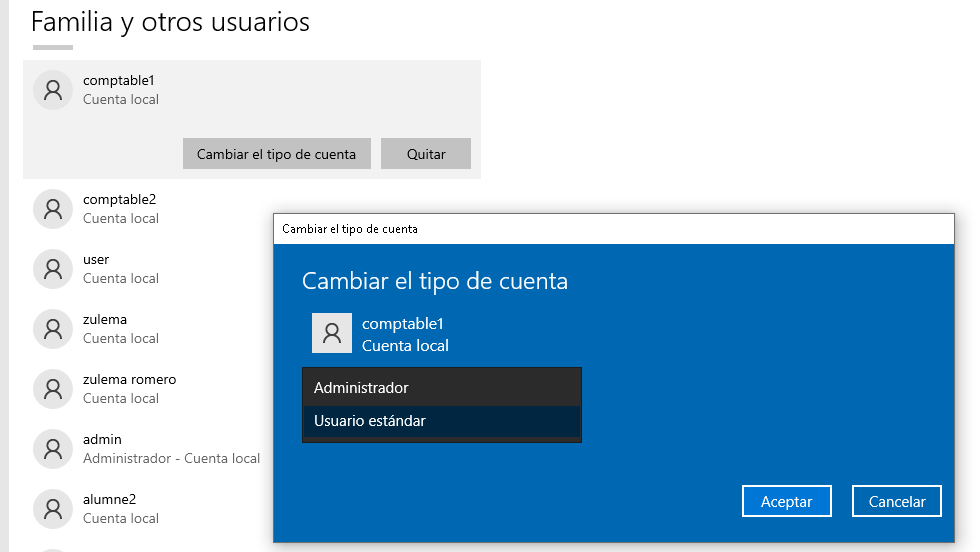 Familia y otros usuarios
comptable1
Cuenta local
Cambiar el tipo de cuenta
Quitar
comptable2
Cuenta local
user
Cuenta local
zulema
Cuenta local
zulema romero
Cuenta local
admin
Administrador - Cuenta local
alumne2
Cuenta local
Cambiar el tipo de cuenta
Cambiar el tipo de cuenta
comptable1
Cuenta local
Administrador
Usuario estándar
Aceptar
Cancelar